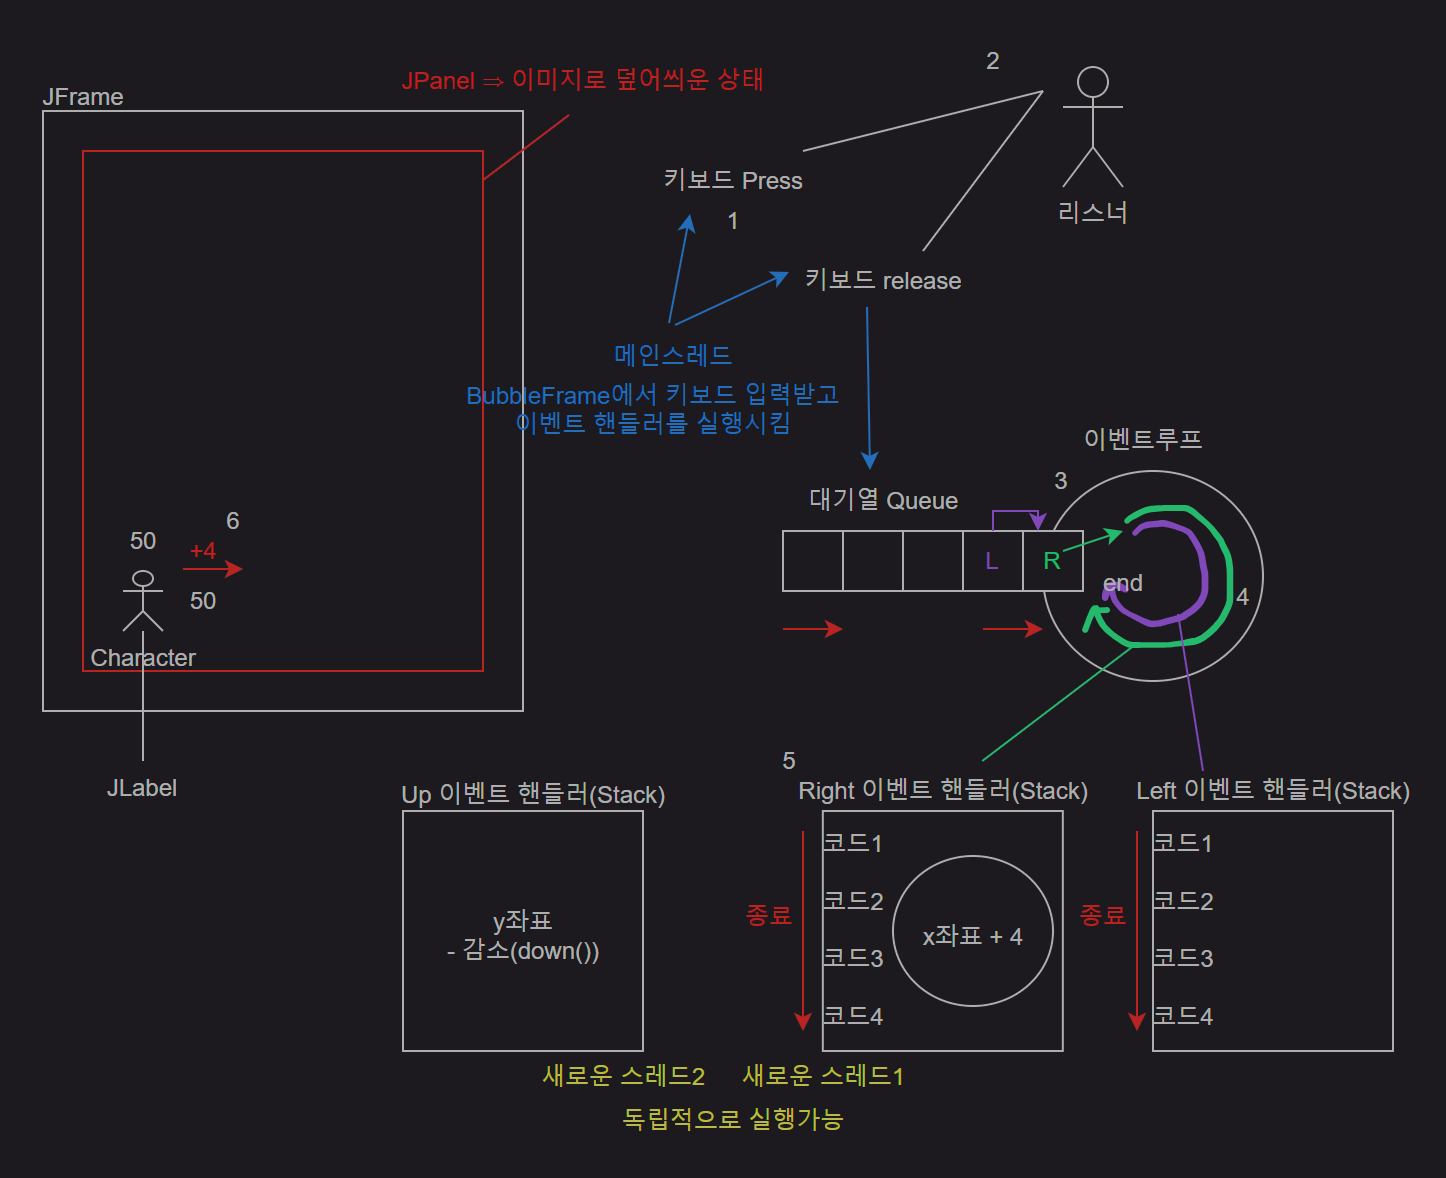 2
JPanel ⇒ 이미지로 덮어씌운 상태
JFrame
키보드 Press
1
리스너
키보드 release
메인스레드
BubbleFrame에서 키보드 입력받고
이벤트 핸들러를 실행시킴
이벤트루프
3
대기열 Queue
L
R
end
4
6
50
+4
50
Character
JLabel
5
Up 이벤트 핸들러(Stack)
y좌표
- 감소(down())
Right 이벤트 핸들러(Stack)
코드1
코드2
코드3
코드4
종료
x좌표 + 4
Left 이벤트 핸들러(Stack)
코드1
코드2
코드3
코드4
종료
새로운 스레드2
새로운 스레드1
독립적으로 실행가능